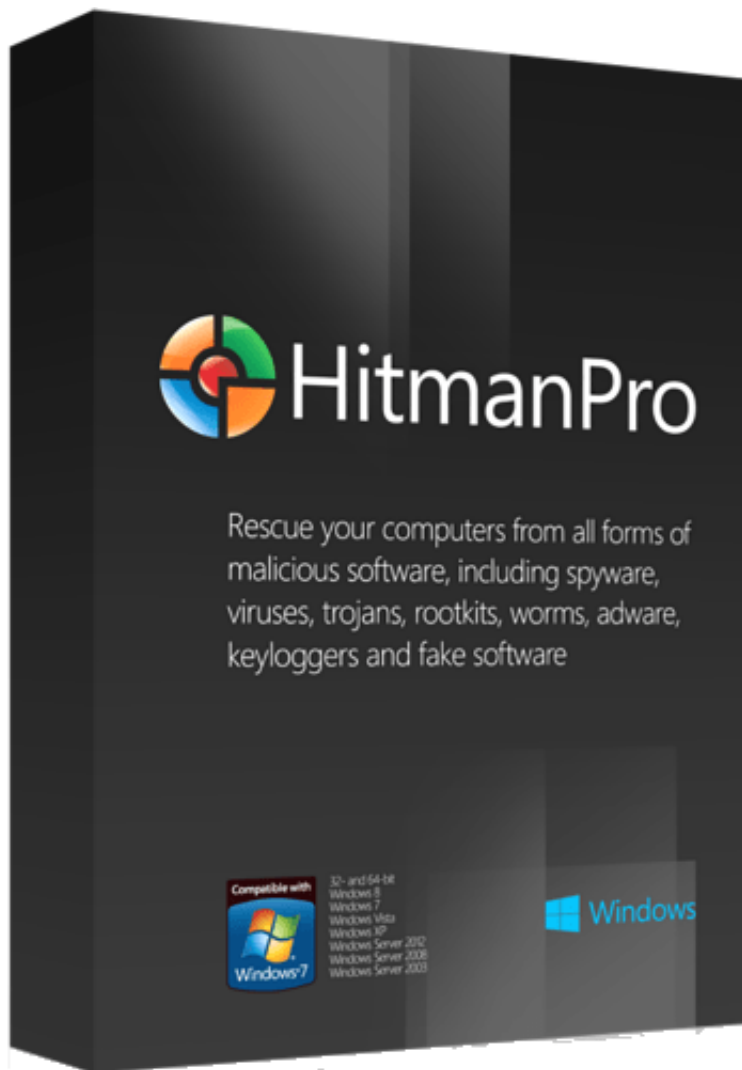 HitmanPro
Rescue your computers from all forms of
malicious software, including spyware,
viruses, trojans, rootkits, worms, adware,
keyloggers and fake software
Compatible with
Windows 7
32- and 64-bit
Windows 8
Windows 7
Windows Vista
Windows XP
Windows Server 2012
Windows Server 2008
Windows Server 2003
Windows